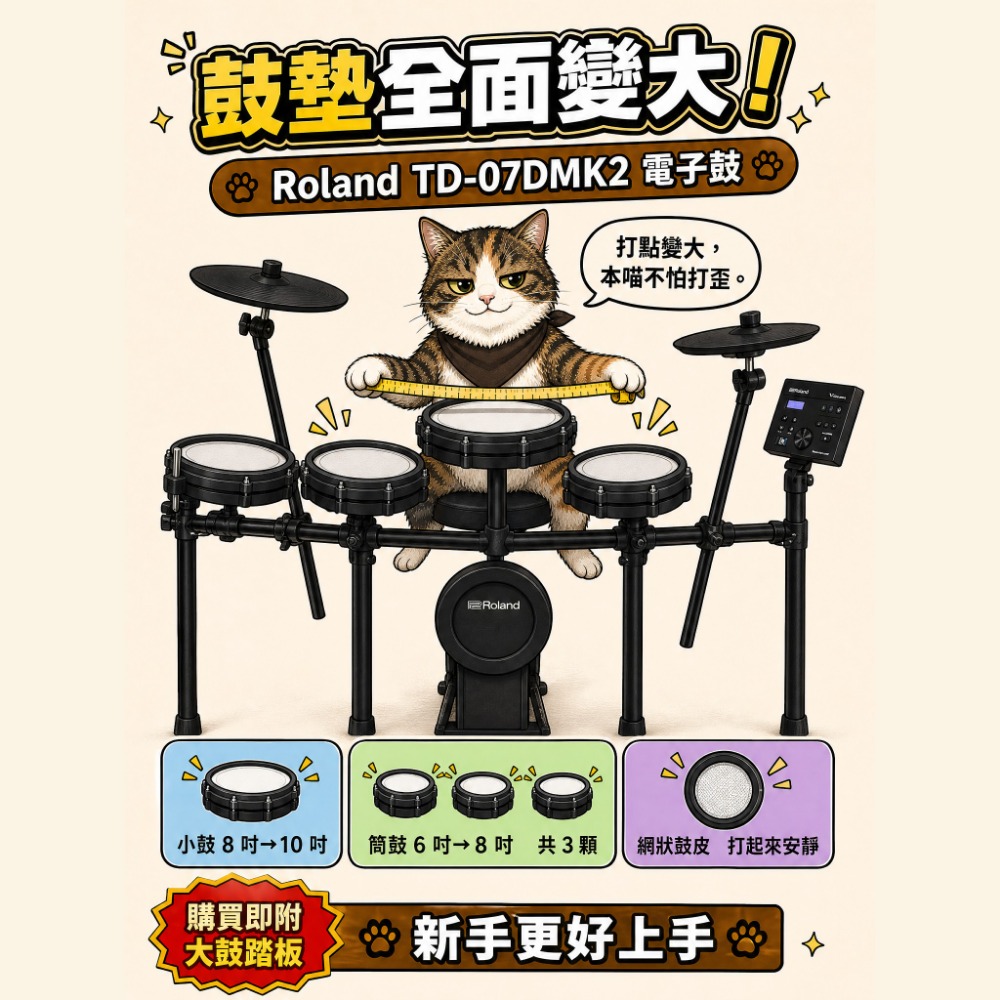 鼓墊全面變大!
Roland TD-07DMK2 電子鼓
打點變大，
本喵不怕打歪。
Roland
Roland
小鼓 8 吋→10 吋
筒鼓 6 吋→8 吋 共 3 顆
網狀鼓皮 打起來安靜
購買即附
大鼓踏板
新手更好上手